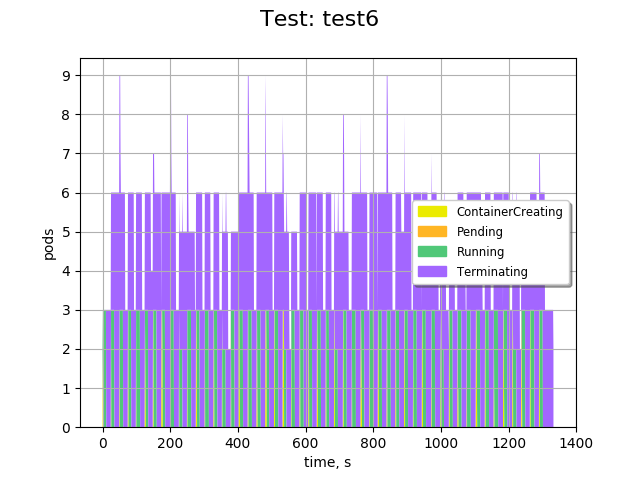 Test: test6
9
8
7
6
5
4
3
2
1
0
pods
ContainerCreating
Pending
Running
Terminating
0 200 400 600 800 1000 1200 1400
time, s